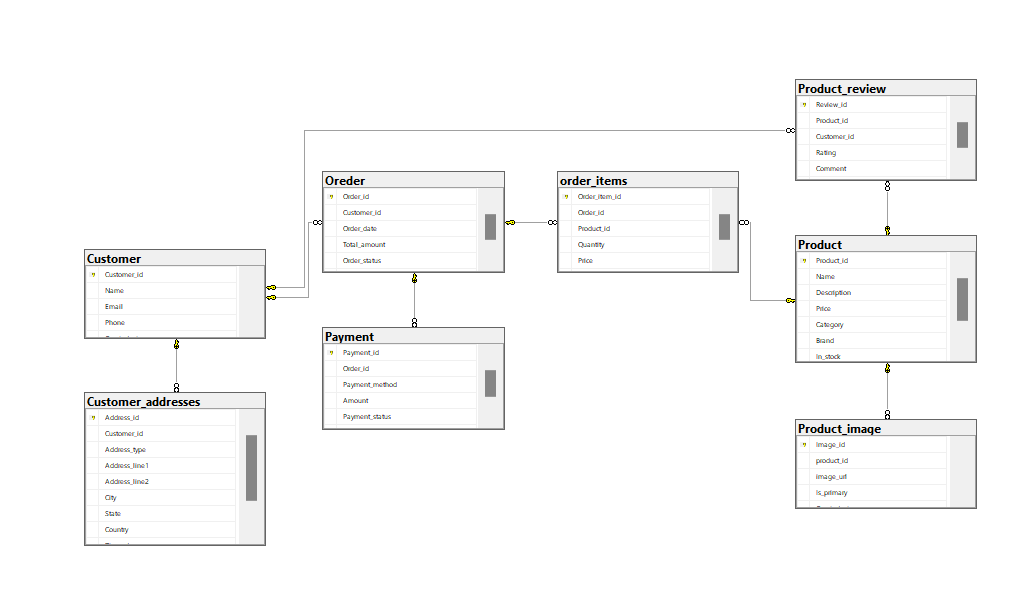 Product_review
Review_id
Product_id
Customer_id
Rating
Comment
Oreder
Order_id
Customer_id
Order_date
Total_amount
Order_status
order_items
Order_item_id
Order_id
Product_id
Quantity
Price
Product
Product_id
Name
Description
Price
Category
Brand
In_stock
Customer
Customer_id
Name
Email
Phone
Payment
Payment_id
Order_id
Payment_method
Amount
Payment_status
Customer_addresses
Address_id
Customer_id
Address_type
Address_line1
Address_line2
City
State
Country
Product_image
Image_id
product_id
image_url
is_primary